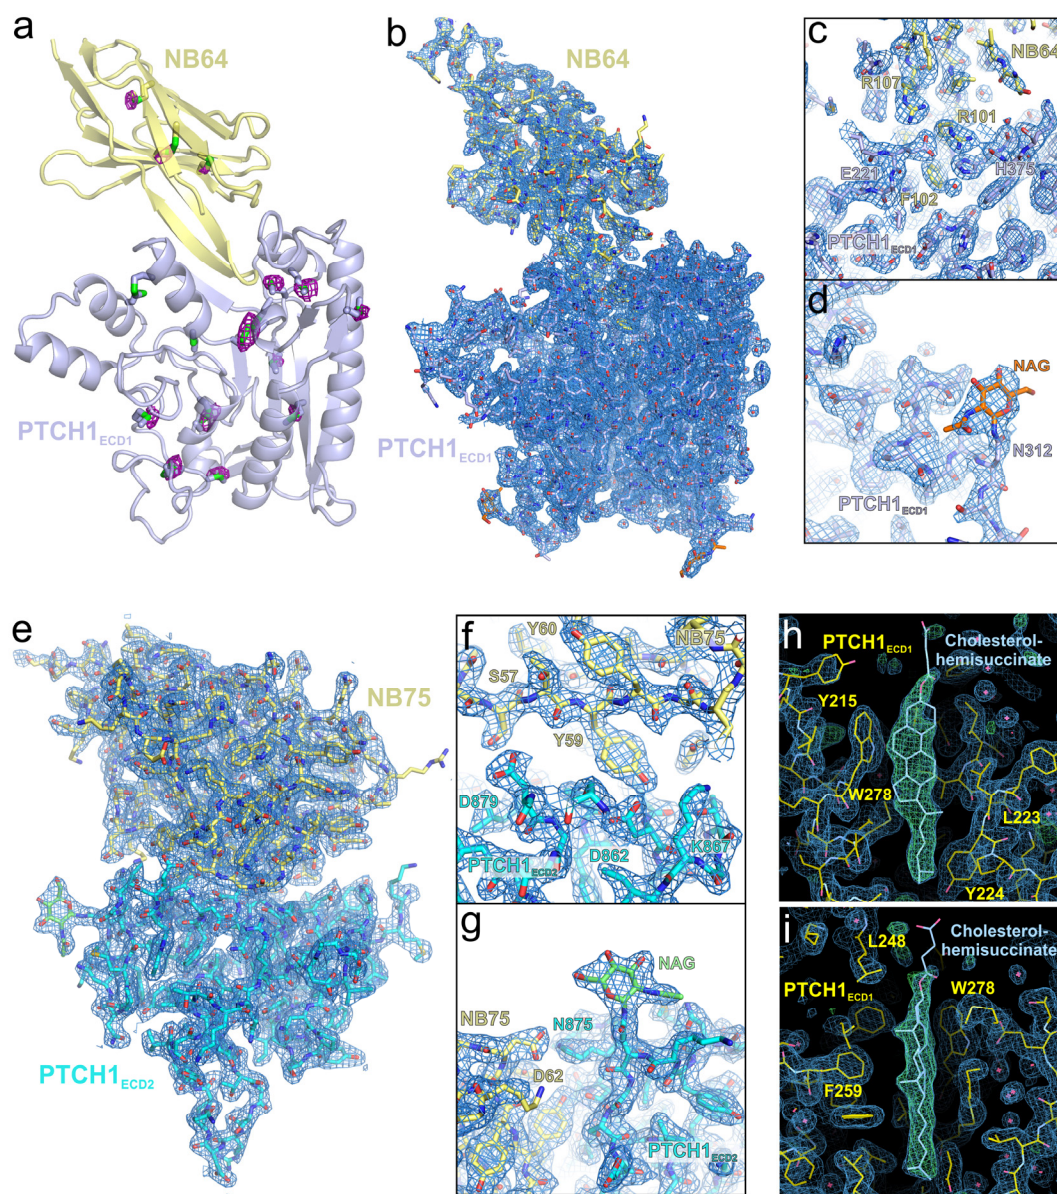 a
NB64
PTCH1ECD1
b
NB64
PTCH1ECD1
c
NB64
R107
R101
E221
H375
F102
PTCH1ECD1
d
NAG
N312
PTCH1ECD1
e
NB75
PTCH1ECD2
f
Y60
NB75
S57
Y59
D879
D862
K867
PTCH1ECD2
g
NAG
NB75
N875
D62
PTCH1ECD2
h
PTCH1ECD1
Cholesterol-
hemisuccinate
Y215
W278
L223
Y224
i
L248
Cholesterol-
hemisuccinate
PTCH1ECD1
W278
F259